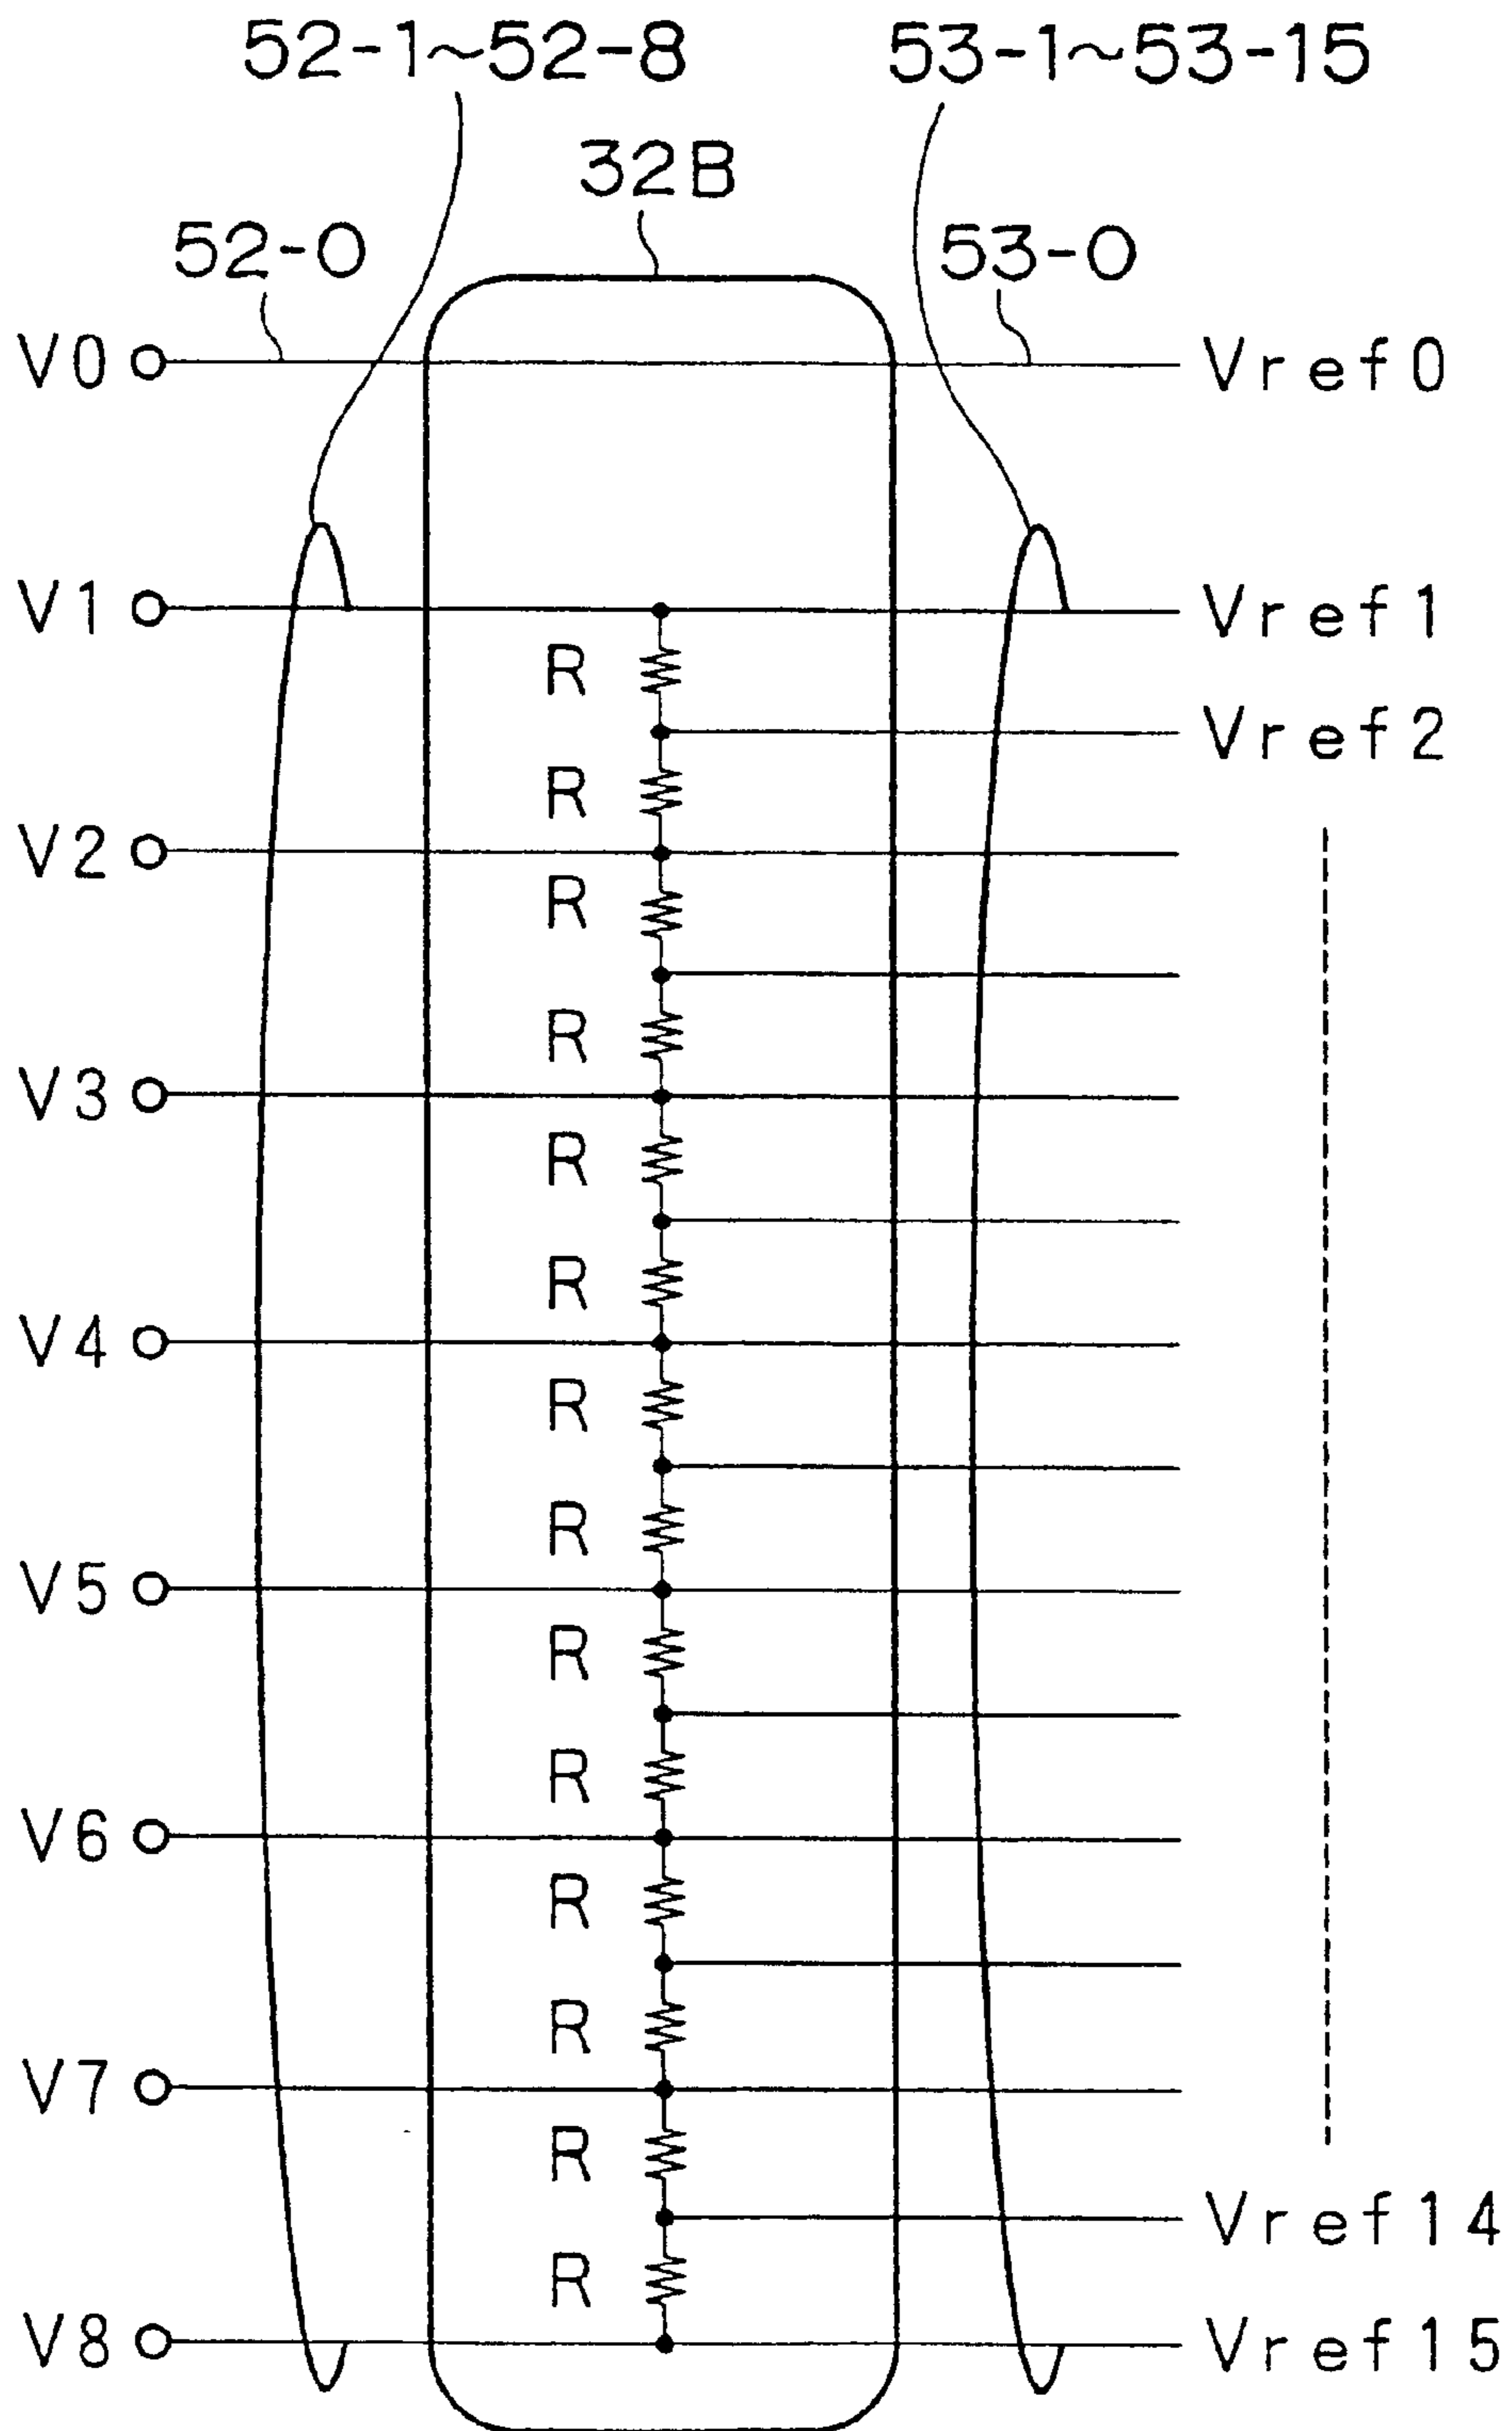 52-1~52-8 53-1~53-15
32B
52-0 53-0
V0 Vref0
V1 Vref1
R
Vref2
R
V2
R
R
V3
R
R
V4
R
R
V5
R
R
V6
R
R
V7
R
Vref14
R
V8 Vref15